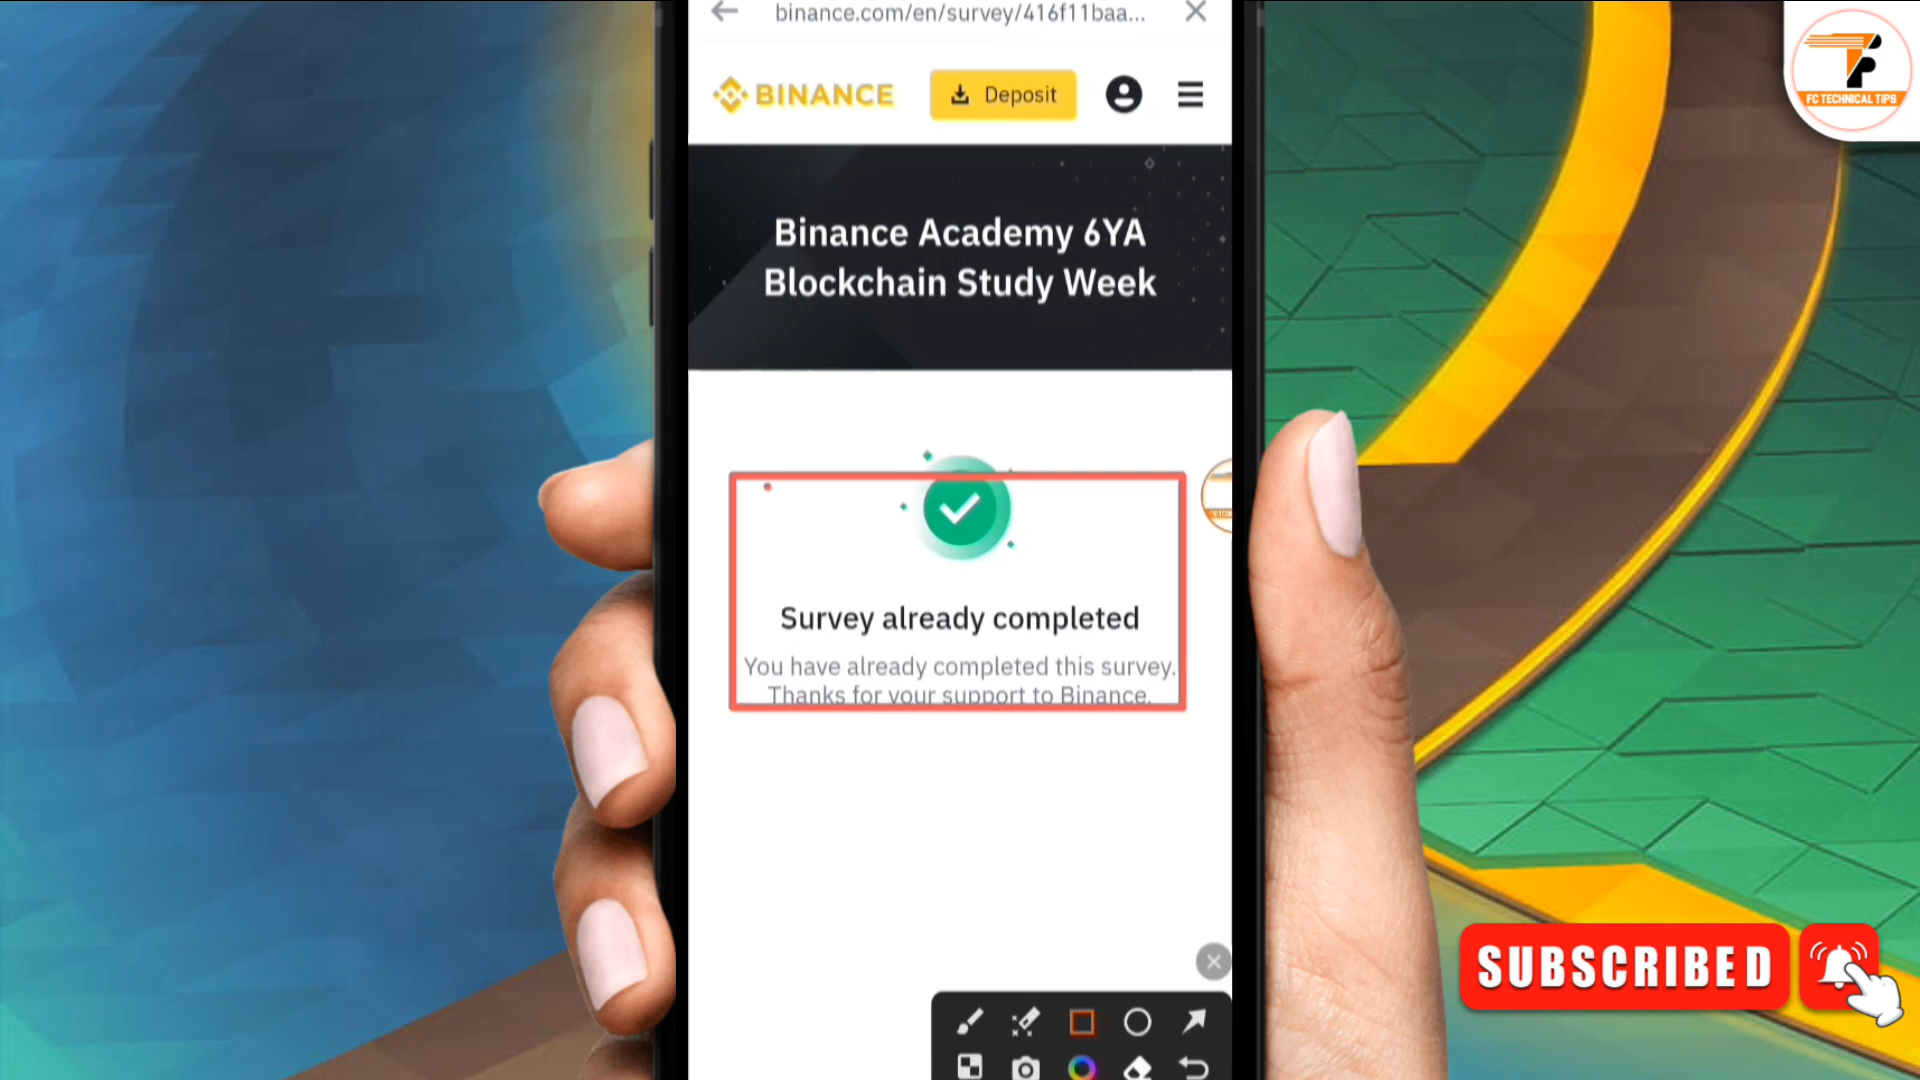 binance.com/en/survey/416f11baa...
BINANCE
Deposit
Binance Academy 6YA
Blockchain Study Week
Survey already completed
You have already completed this survey.
Thanks for your support to Binance.
FC TECHNICAL TIPS
SUBSCRIBED